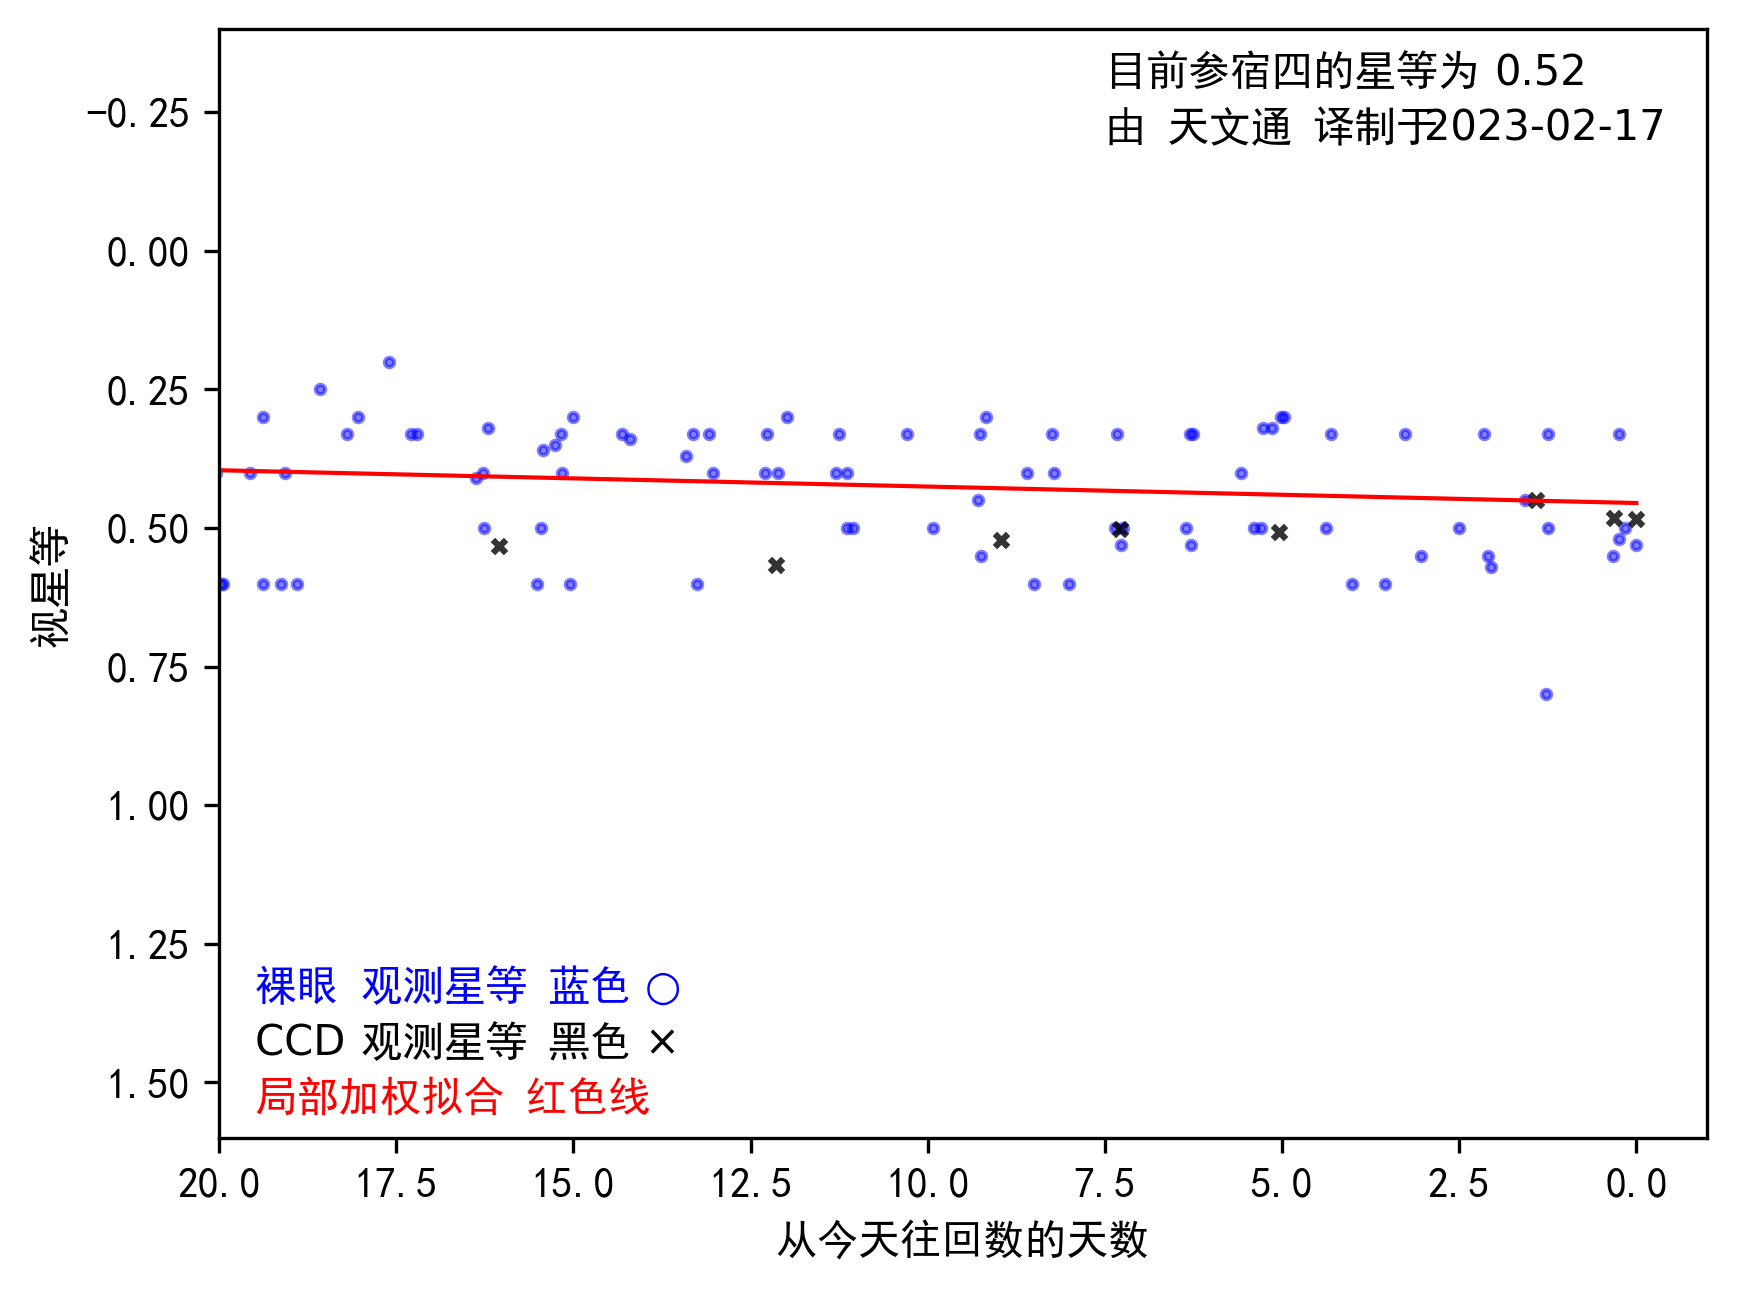 目前参宿四的星等为 0.52
由 天文通 译制于2023-02-17
-0.25
0.00
0.25
0.50
0.75
1.00
1.25
1.50
视星等
裸眼 观测星等 蓝色 ○
CCD 观测星等 黑色 ×
局部加权拟合 红色线
20.0 17.5 15.0 12.5 10.0 7.5 5.0 2.5 0.0
从今天往回数的天数